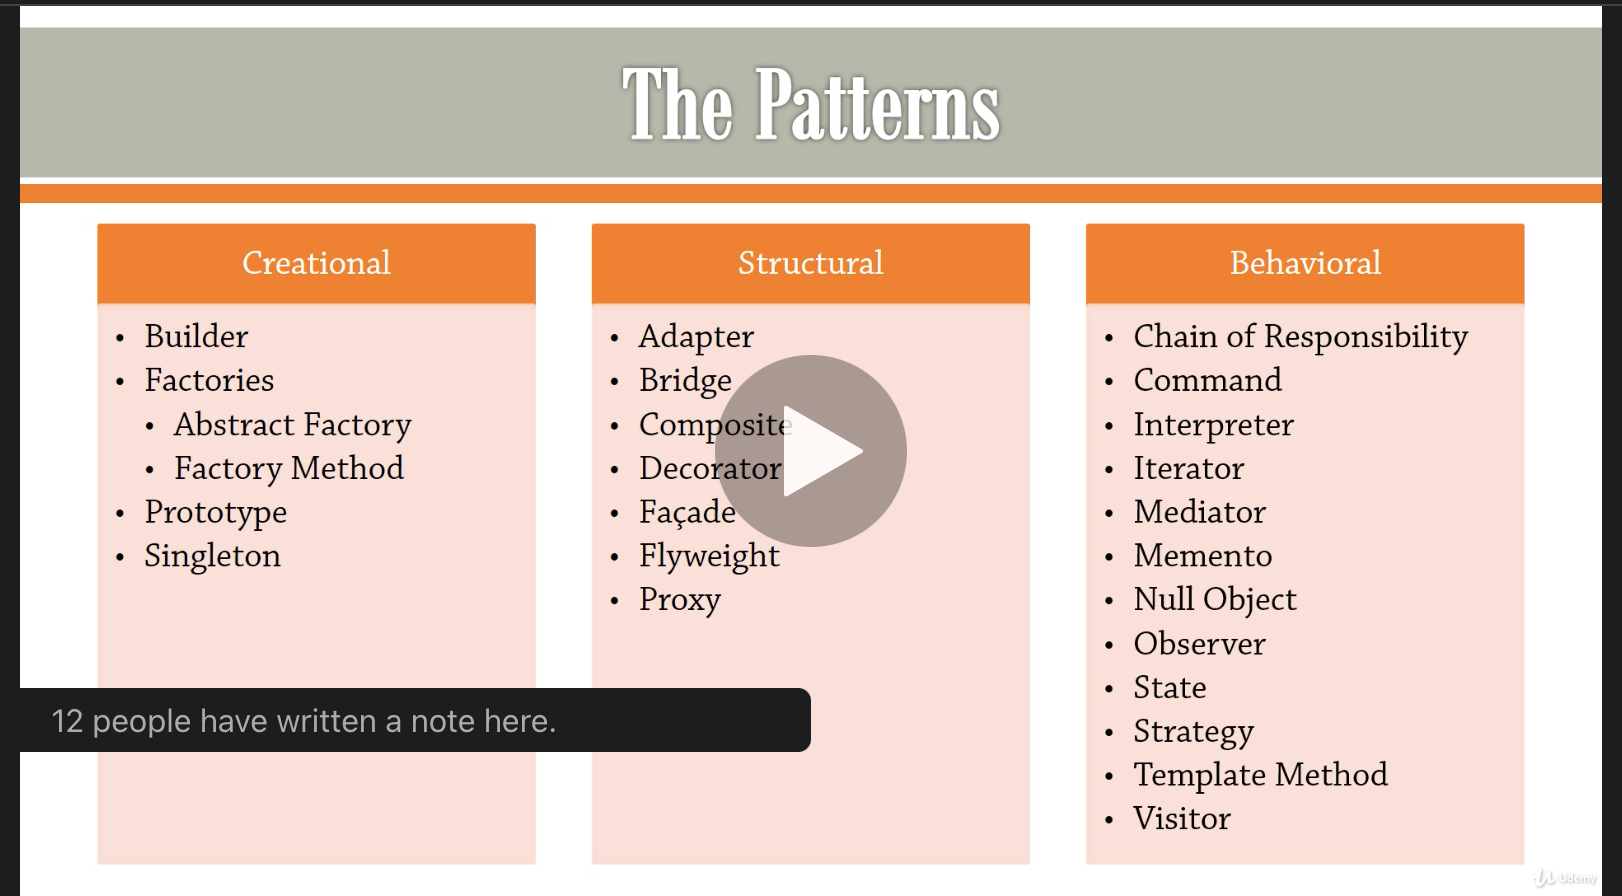 The Patterns
Creational
• Builder
• Factories
• Abstract Factory
• Factory Method
• Prototype
• Singleton
Structural
• Adapter
• Bridge
• Composite
• Decorator
• Façade
• Flyweight
• Proxy
Behavioral
• Chain of Responsibility
• Command
• Interpreter
• Iterator
• Mediator
• Memento
• Null Object
• Observer
• State
• Strategy
• Template Method
• Visitor
12 people have written a note here.
Udemy